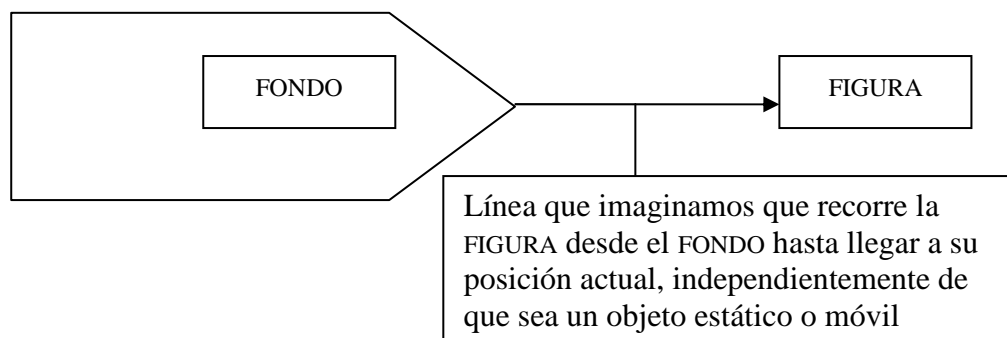 FONDO
FIGURA
Línea que imaginamos que recorre la
FIGURA desde el FONDO hasta llegar a su
posición actual, independientemente de
que sea un objeto estático o móvil